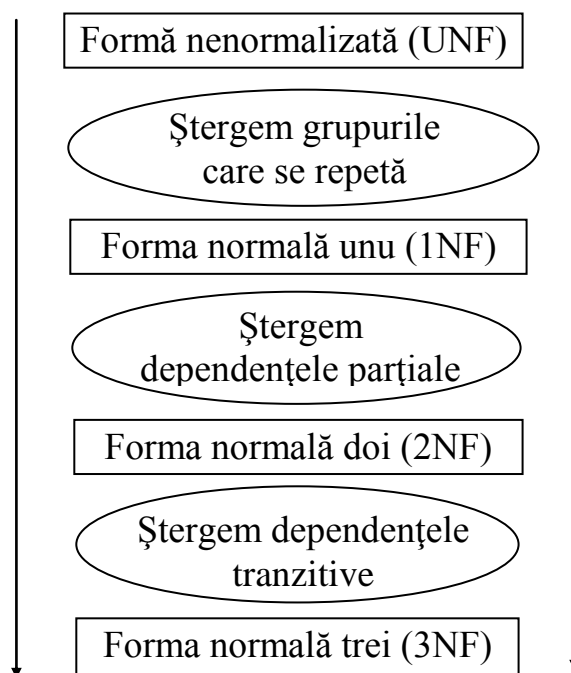 Formă nenormalizată (UNF)
Ştergem grupurile
care se repetă
Forma normală unu (1NF)
Ştergem
dependenţele parţiale
Forma normală doi (2NF)
Ştergem dependenţele
tranzitive
Forma normală trei (3NF)